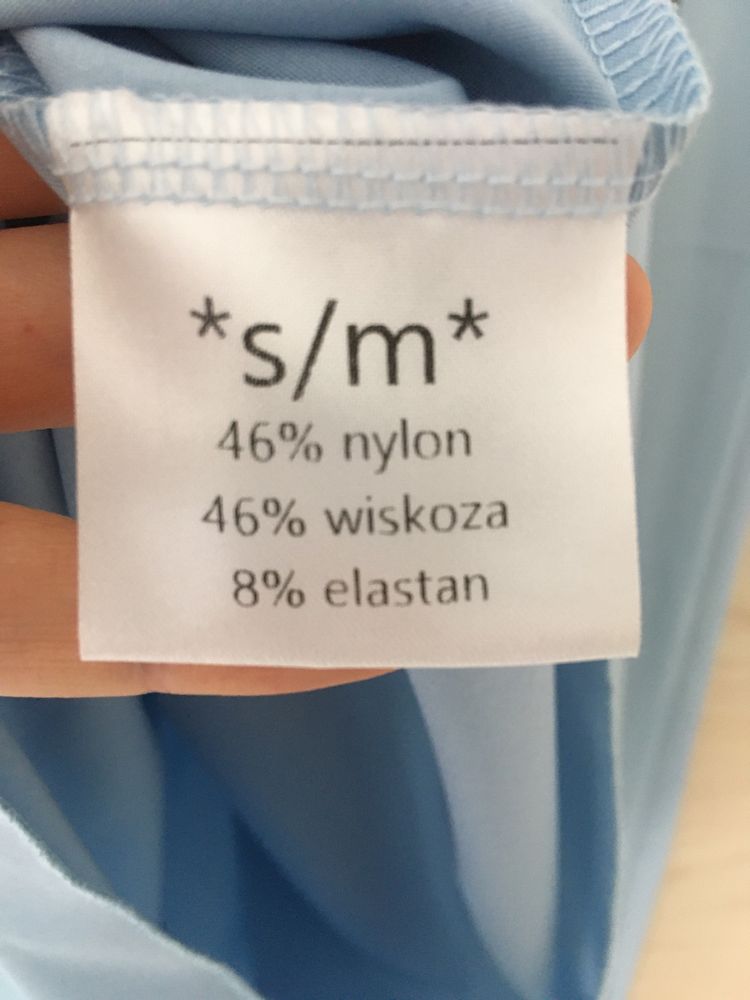 *s/m*
46% nylon
46% wiskoza
8% elastan